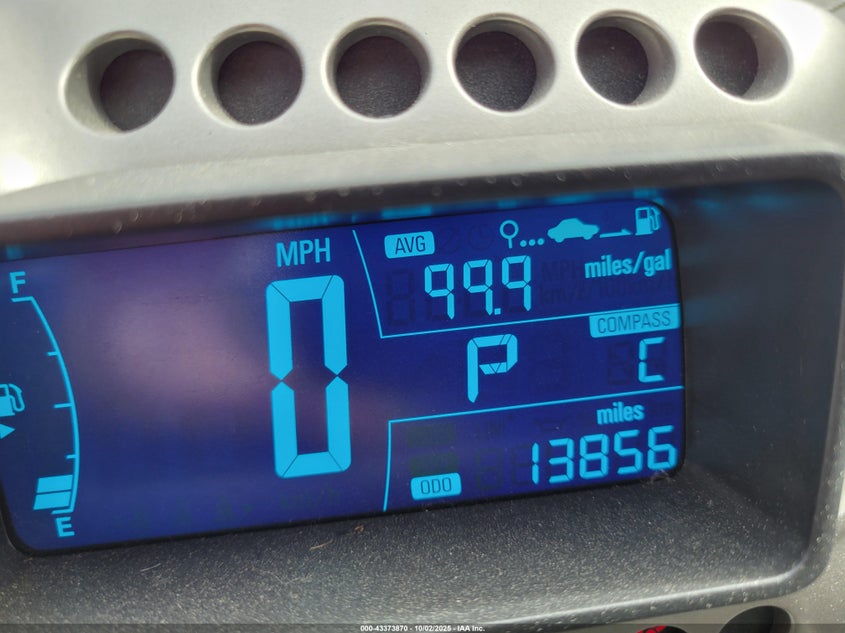 MPH
AVG
99.9 miles/gal
F
COMPASS
P C
0
miles
ODO 13856
E
000-43373870 - 10/02/2025 - IAA Inc.